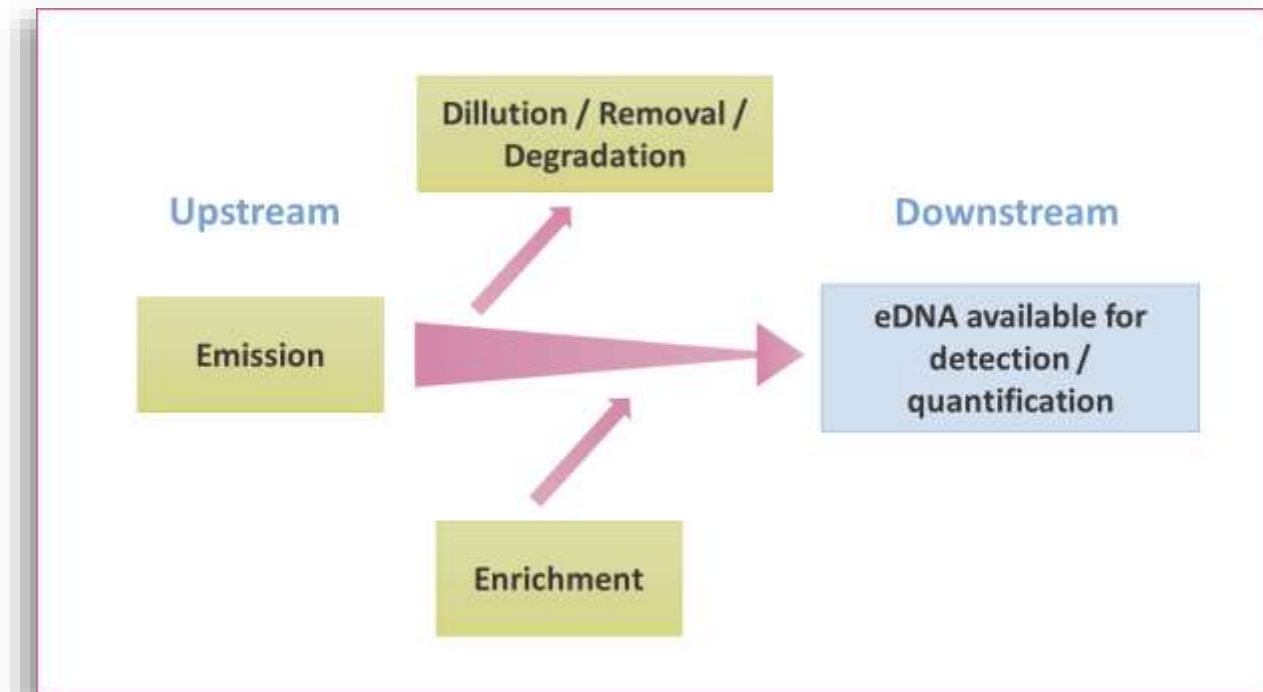 Dillution / Removal /
Degradation
Upstream
Downstream
Emission
eDNA available for
detection /
quantification
Enrichment